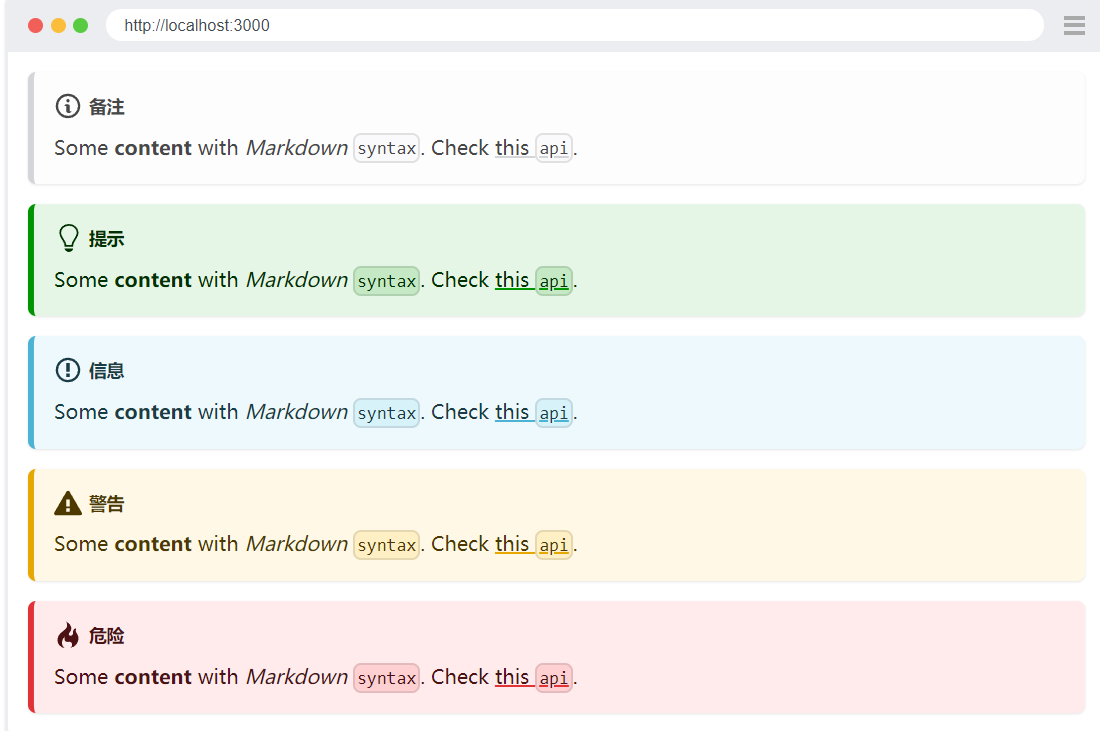 http://localhost:3000
备注
Some content with Markdown syntax. Check this api.
提示
Some content with Markdown syntax. Check this api.
信息
Some content with Markdown syntax. Check this api.
警告
Some content with Markdown syntax. Check this api.
危险
Some content with Markdown syntax. Check this api.